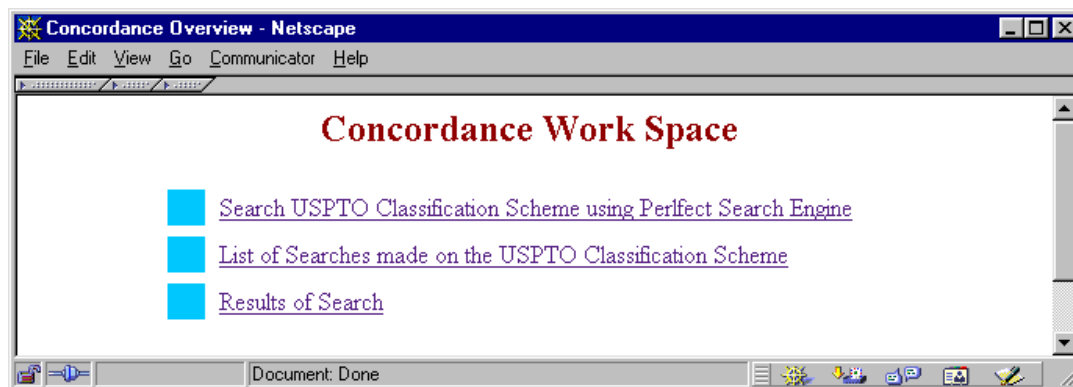 Concordance Overview - Netscape
File Edit View Go Communicator Help
Concordance Work Space
Search USPTO Classification Scheme using Perlfect Search Engine
List of Searches made on the USPTO Classification Scheme
Results of Search
Document: Done